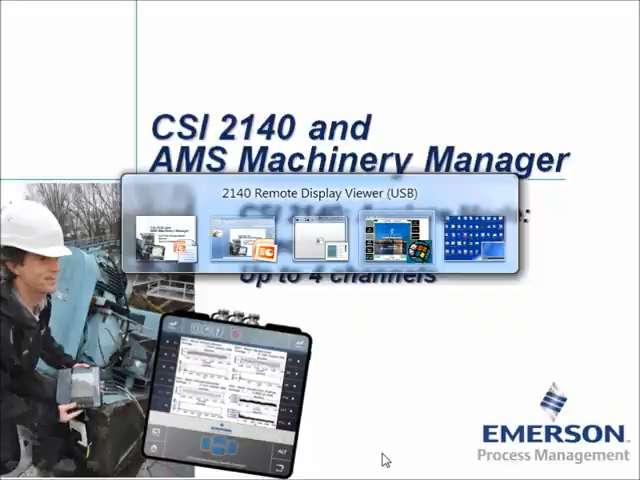 CSI 2140 and
AMS Machinery Manager
2140 Remote Display Viewer (USB)
Up to 4 channels
EMERSON
Process Management